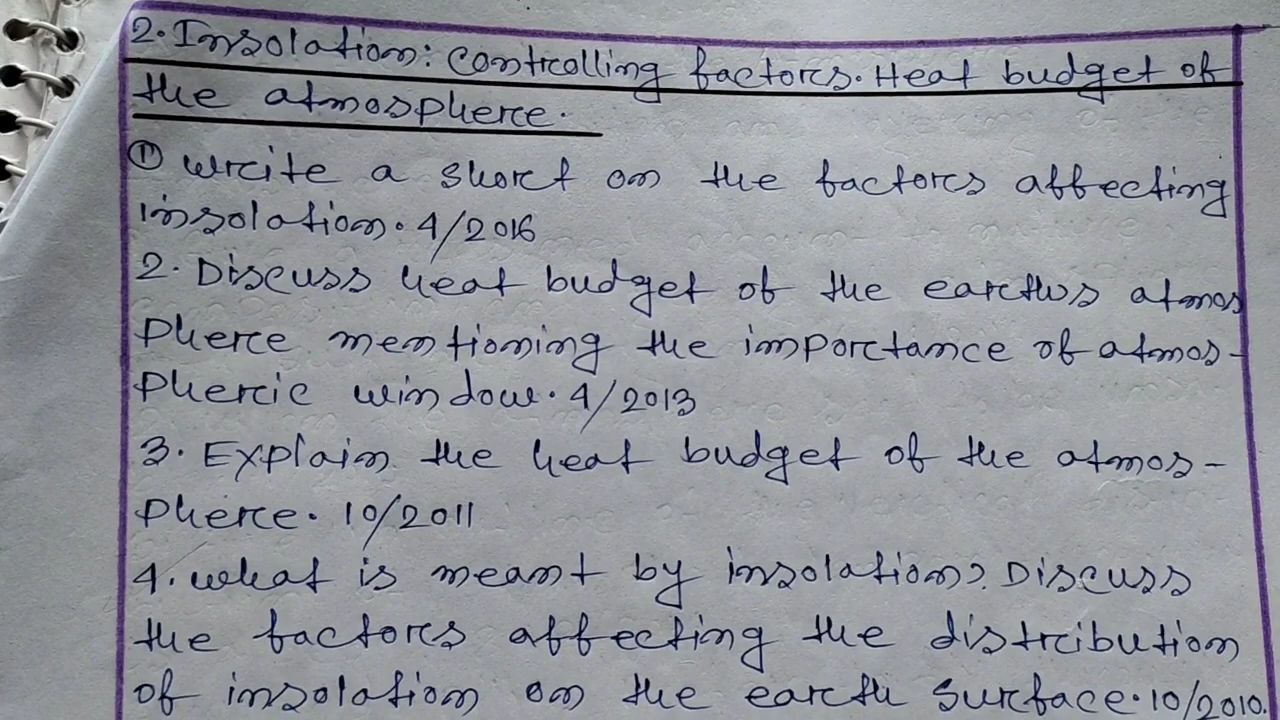 2. Insolation: Controlling factors. Heat budget of
the atmosphere.
① Write a short on the factors affecting
insolation. 4/2016
2. Discuss heat budget of the earths atmos
phere mentioning the importance of atmos-
pheric window. 4/2013
3. Explain the heat budget of the atmos-
phere. 10/2011
4. What is meant by insolation? Discuss
the factors affecting the distribution
of insolation on the earth surface. 10/2010.